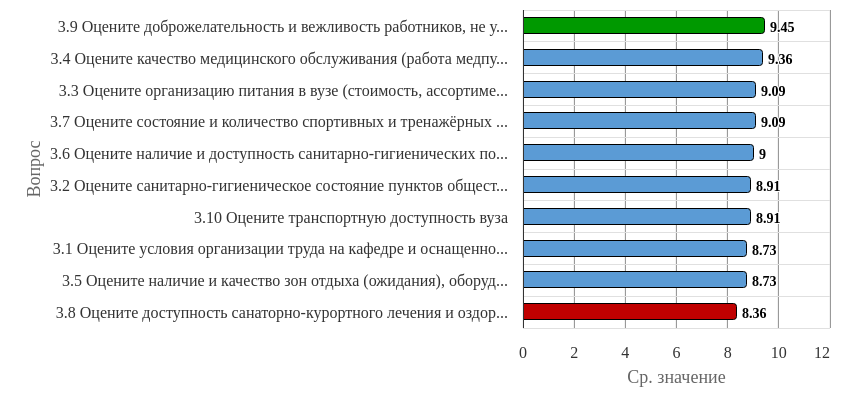 3.9 Оцените доброжелательность и вежливость работников, не у... 9.45
3.4 Оцените качество медицинского обслуживания (работа медпу... 9.36
3.3 Оцените организацию питания в вузе (стоимость, ассортиме... 9.09
3.7 Оцените состояние и количество спортивных и тренажёрных ... 9.09
3.6 Оцените наличие и доступность санитарно-гигиенических по... 9
3.2 Оцените санитарно-гигиеническое состояние пунктов общест... 8.91
3.10 Оцените транспортную доступность вуза 8.91
3.1 Оцените условия организации труда на кафедре и оснащенно... 8.73
3.5 Оцените наличие и качество зон отдыха (ожидания), оборуд... 8.73
3.8 Оцените доступность санаторно-курортного лечения и оздор... 8.36
Вопрос
0 2 4 6 8 10 12
Ср. значение